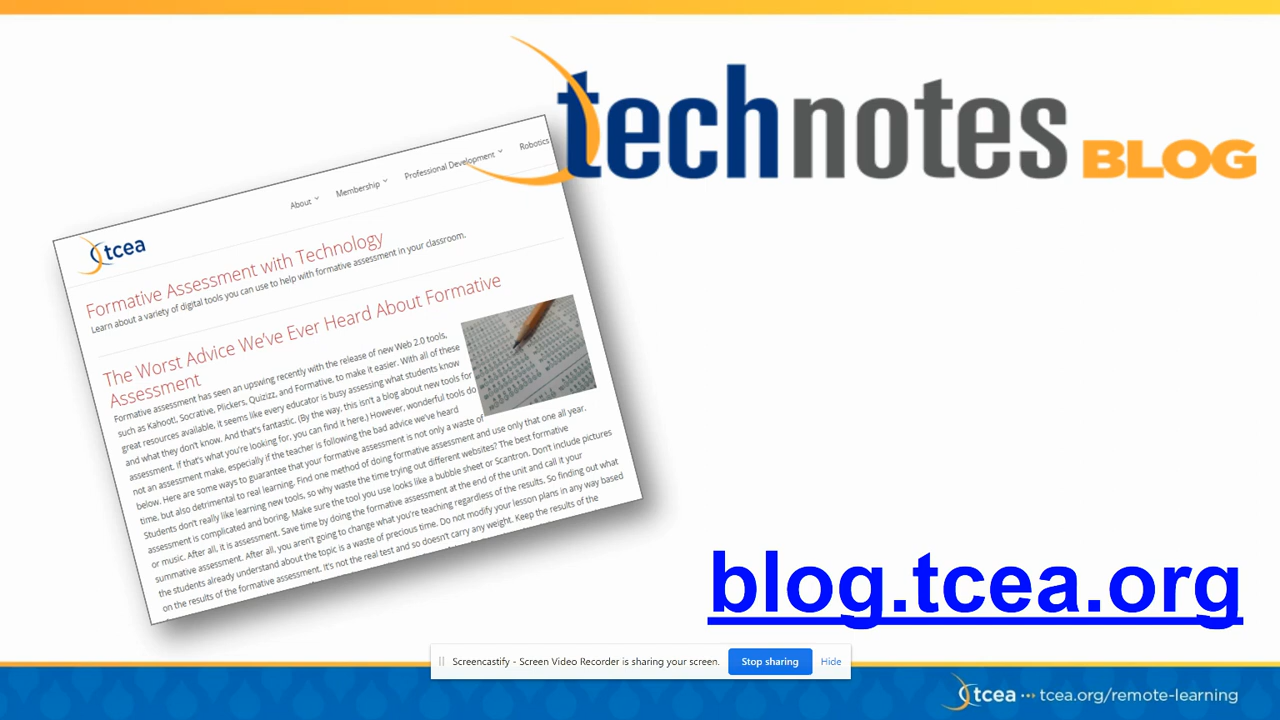 technotes BLOG
About
Membership
Professional Development
Robotics
tcea
Formative Assessment with Technology
Learn about a variety of digital tools you can use to help with formative assessment in your classroom.
The Worst Advice We've Ever Heard About Formative
Assessment
Formative assessment has seen an upswing recently with the release of new Web 2.0 tools,
such as Kahoot!, Socrative, Plickers, Quizizz, and Formative, to make it easier. With all of these
great resources available, it seems like every educator is busy assessing what students know
and what they don't know. And that's fantastic. (By the way, this isn't a blog about new tools for
assessment. If that's what you're looking for, you can find it here.) However, wonderful tools do
not an assessment make, especially if the teacher is following the bad advice we've heard
below. Here are some ways to guarantee that your formative assessment is not only a waste of
time, but also detrimental to real learning. Find one method of doing formative assessment and use only that one all year.
Students don't really like learning new tools, so why waste the time trying out different websites? The best formative
assessment is complicated and boring. Make sure the tool you use looks like a bubble sheet or Scantron. Don't include pictures
or music. After all, it is assessment. Save time by doing the formative assessment at the end of the unit and call it your
summative assessment. After all, you aren't going to change what you're teaching regardless of the results. So finding out what
the students already understand about the topic is a waste of precious time. Do not modify your lesson plans in any way based
on the results of the formative assessment. It's not the real test and so doesn't carry any weight. Keep the results of the
blog.tcea.org
Screencastify - Screen Video Recorder is sharing your screen.
Stop sharing
Hide
tcea ••• tcea.org/remote-learning